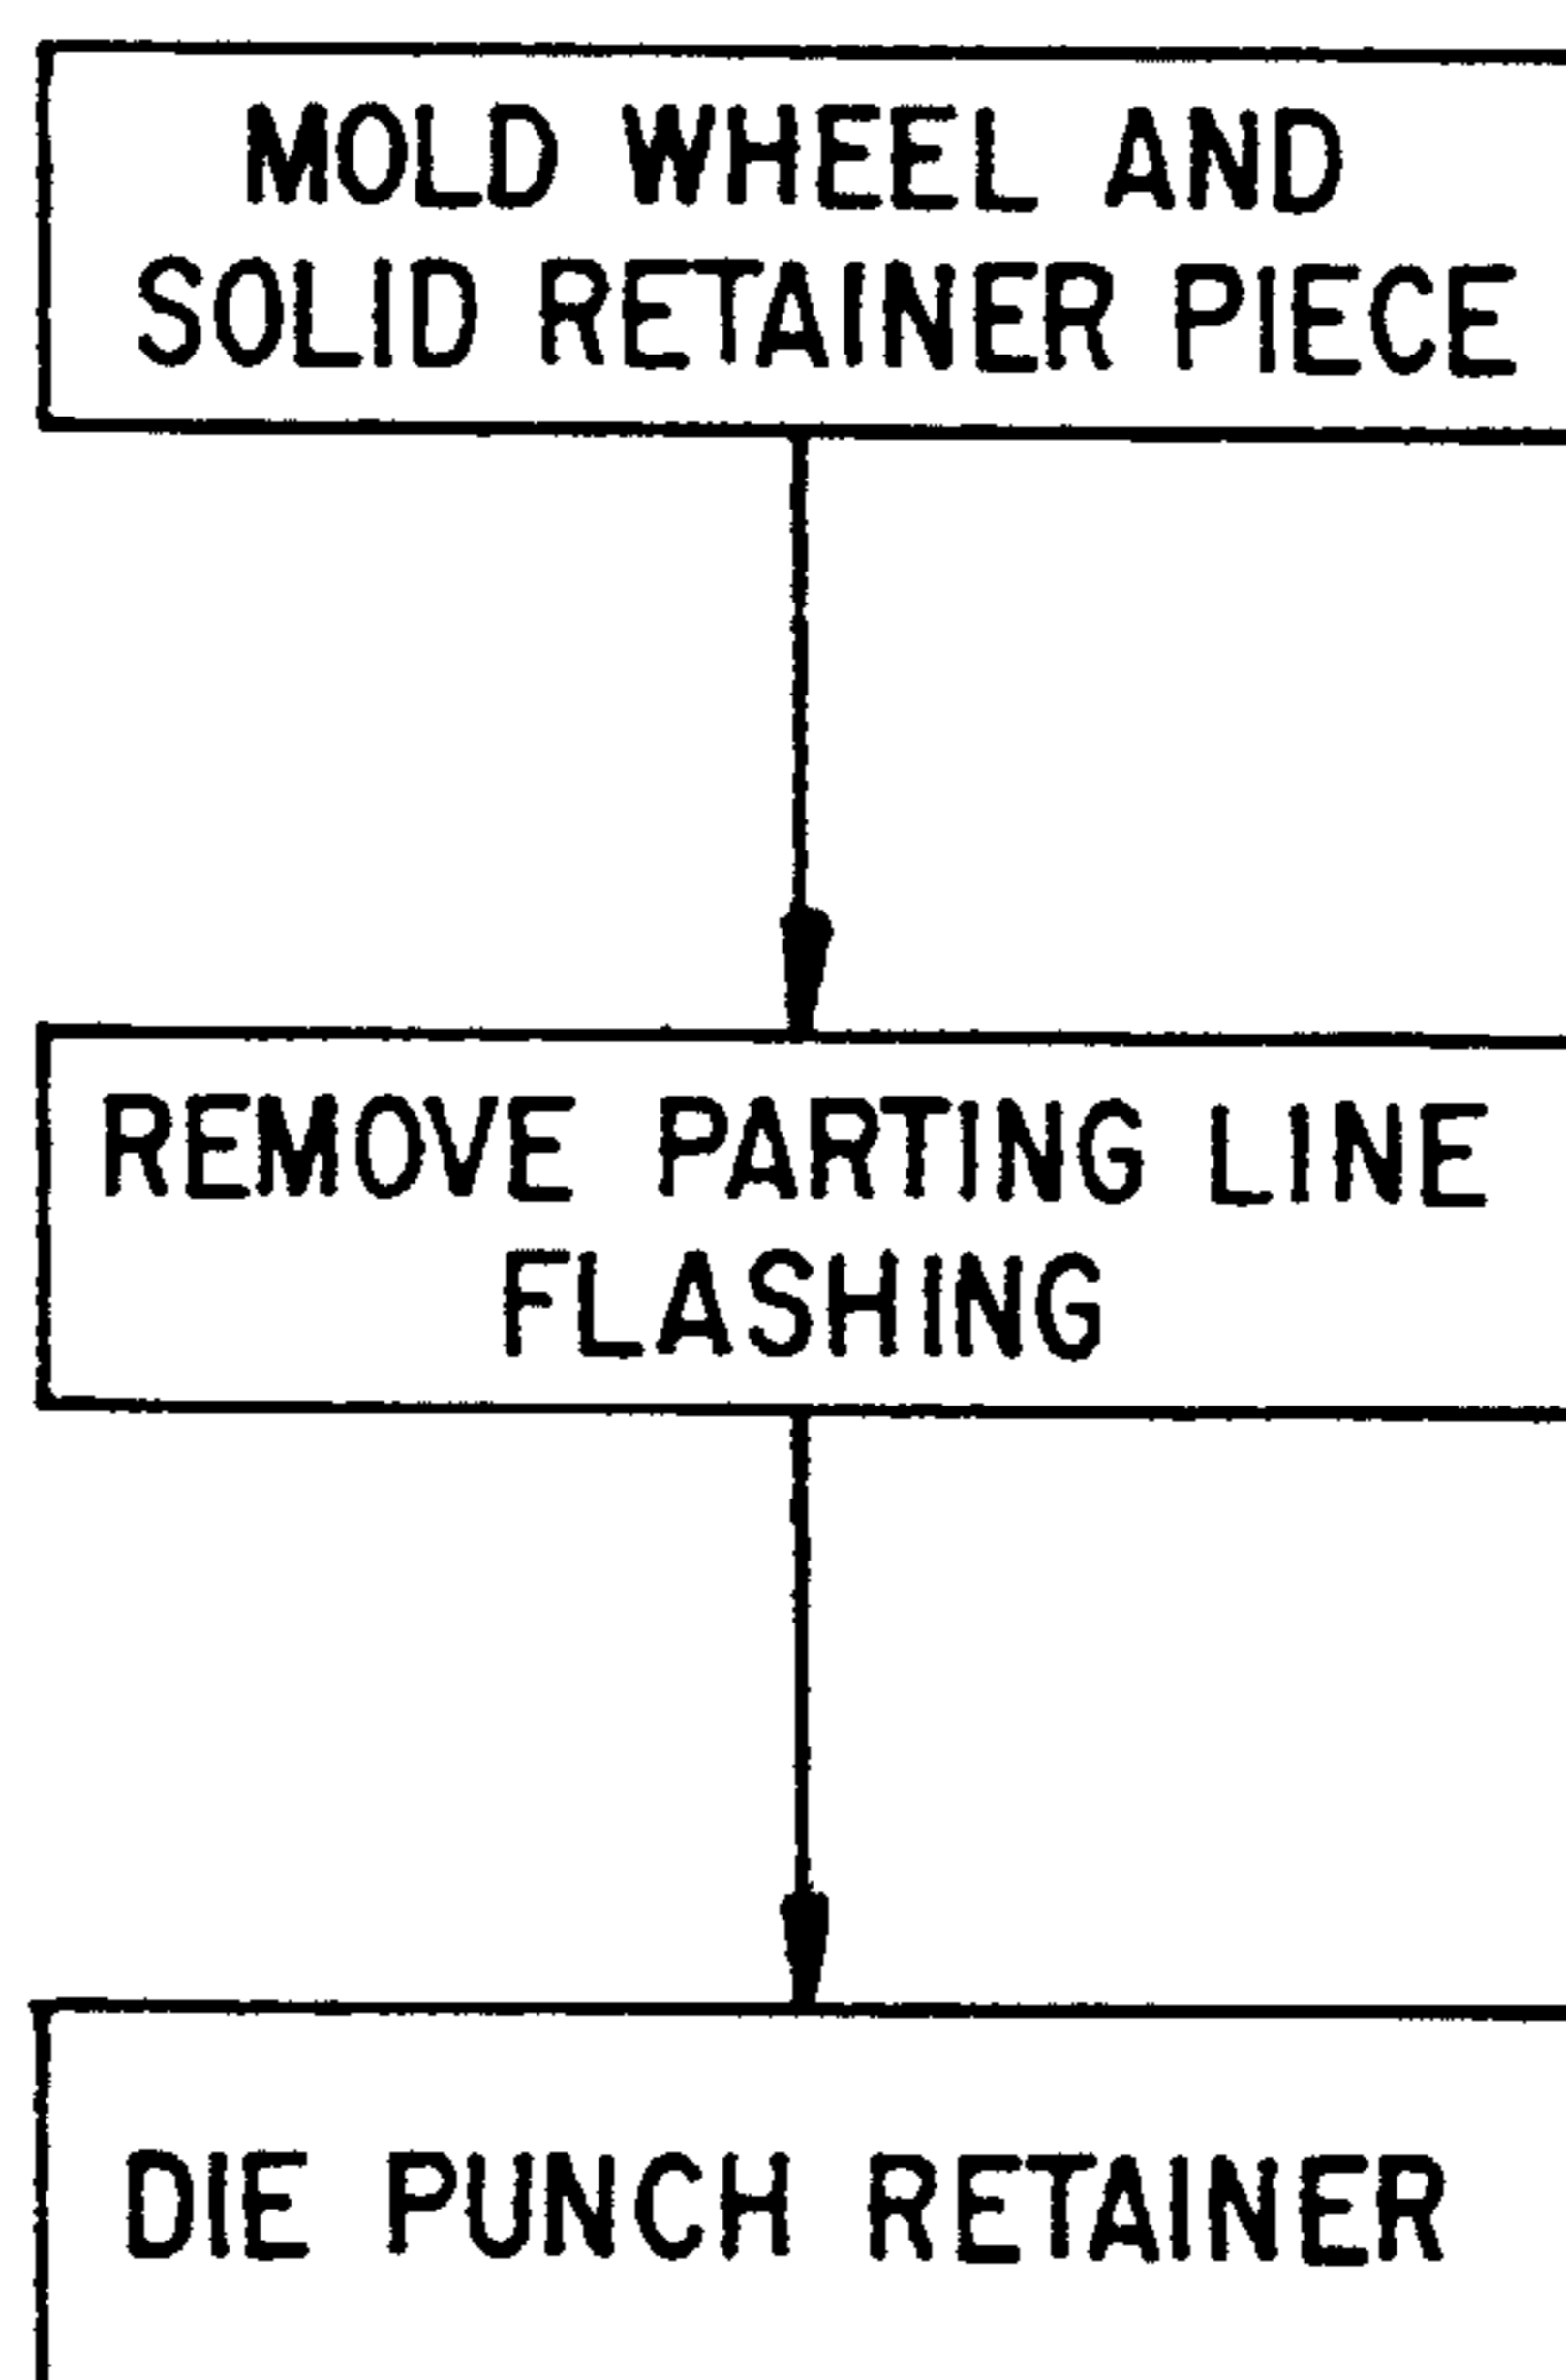 MOLD WHEEL AND
SOLID RETAINER PIECE
REMOVE PARTING LINE
FLASHING
DIE PUNCH RETAINER